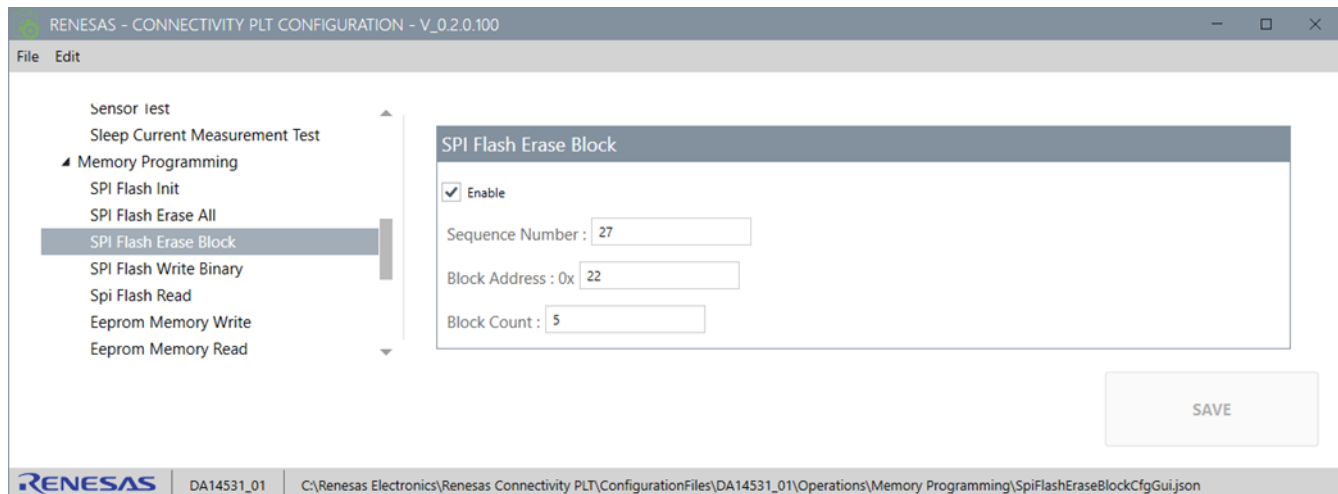 RENESAS - CONNECTIVITY PLT CONFIGURATION - V_0.2.0.100
File Edit
Sensor Test
Sleep Current Measurement Test
Memory Programming
SPI Flash Init
SPI Flash Erase All
SPI Flash Erase Block
SPI Flash Write Binary
Spi Flash Read
Eeprom Memory Write
Eeprom Memory Read
SPI Flash Erase Block
Enable
Sequence Number : 27
Block Address : 0x 22
Block Count : 5
SAVE
RENESAS DA14531_01 C:\Renesas Electronics\Renesas Connectivity PLT\ConfigurationFiles\DA14531_01\Operations\Memory Programming\SpiFlashEraseBlockCfgGui.json